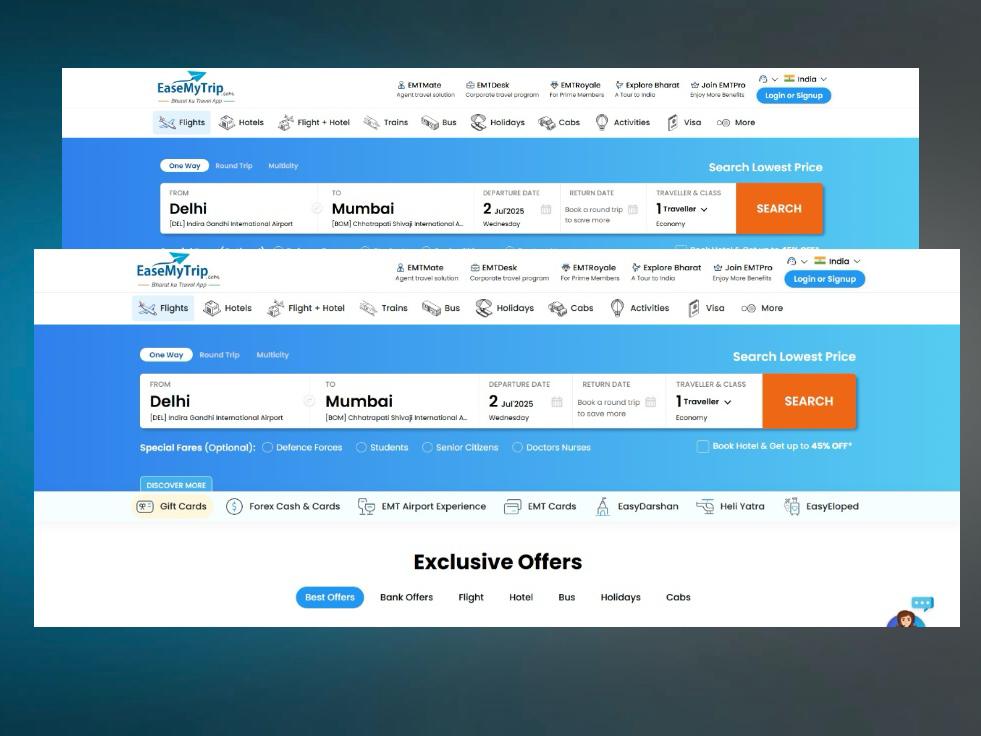 EaseMyTrip.com
Bharat ka Travel App
EMTMate
Agent travel solution
EMTDesk
Corporate travel program
EMTRoyale
For Prime Members
Explore Bharat
A Tour to India
Join EMTPro
Enjoy More Benefits
India
Login or Signup
Flights Hotels Flight + Hotel Trains Bus Holidays Cabs Activities Visa More
One Way Round Trip Multicity
Search Lowest Price
FROM
Delhi
[DEL] Indira Gandhi International Airport
TO
Mumbai
[BOM] Chhatrapati Shivaji International A...
DEPARTURE DATE
2 Jul'2025
Wednesday
RETURN DATE
Book a round trip
to save more
TRAVELLER & CLASS
1 Traveller
Economy
SEARCH
EaseMyTrip.com
Bharat ka Travel App
EMTMate
Agent travel solution
EMTDesk
Corporate travel program
EMTRoyale
For Prime Members
Explore Bharat
A Tour to India
Join EMTPro
Enjoy More Benefits
India
Login or Signup
Flights Hotels Flight + Hotel Trains Bus Holidays Cabs Activities Visa More
One Way Round Trip Multicity
Search Lowest Price
FROM
Delhi
[DEL] Indira Gandhi International Airport
TO
Mumbai
[BOM] Chhatrapati Shivaji International A...
DEPARTURE DATE
2 Jul'2025
Wednesday
RETURN DATE
Book a round trip
to save more
TRAVELLER & CLASS
1 Traveller
Economy
SEARCH
Special Fares (Optional): Defence Forces Students Senior Citizens Doctors Nurses
Book Hotel & Get up to 45% OFF*
DISCOVER MORE
Gift Cards Forex Cash & Cards EMT Airport Experience EMT Cards EasyDarshan Heli Yatra EasyEloped
Exclusive Offers
Best Offers Bank Offers Flight Hotel Bus Holidays Cabs